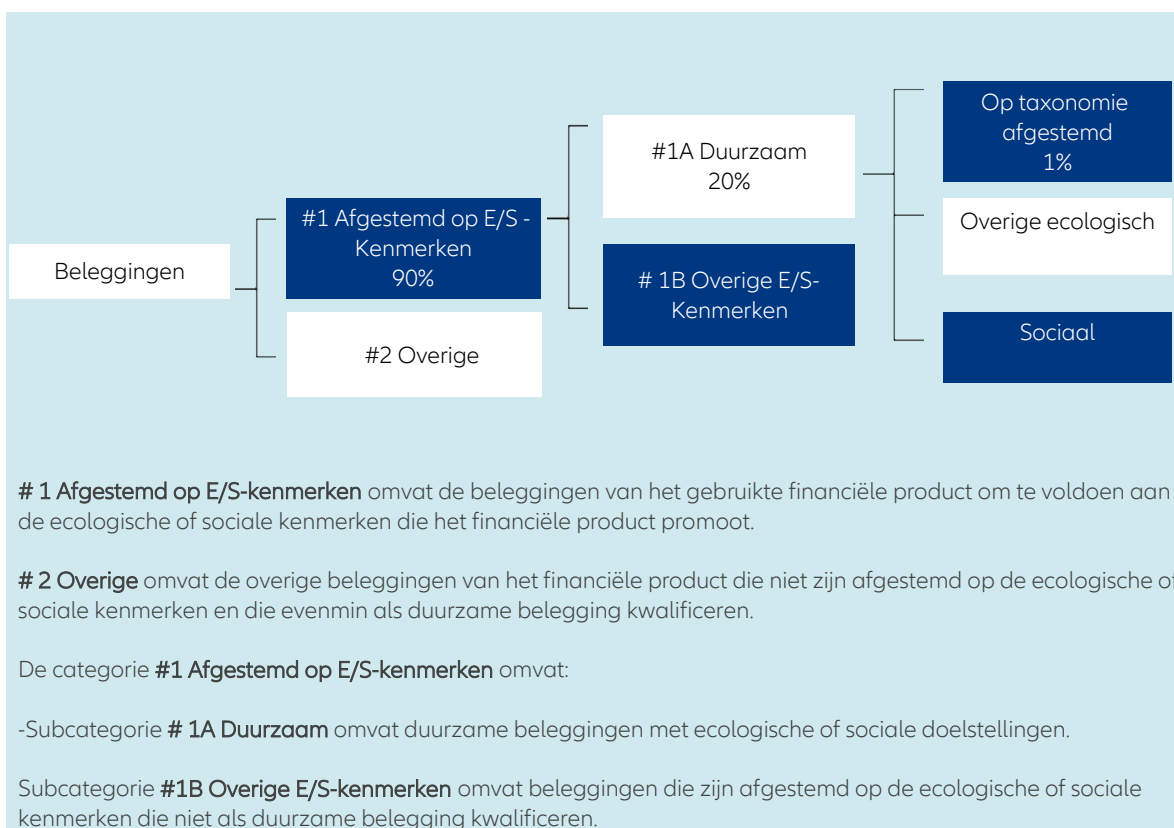 Beleggingen
#1 Afgestemd op E/S -
Kenmerken
90%
#2 Overige
#1A Duurzaam
20%
# 1B Overige E/S-
Kenmerken
Op taxonomie
afgestemd
1%
Overige ecologisch
Sociaal
# 1 Afgestemd op E/S-kenmerken omvat de beleggingen van het gebruikte financiële product om te voldoen aan
de ecologische of sociale kenmerken die het financiële product promoot.
# 2 Overige omvat de overige beleggingen van het financiële product die niet zijn afgestemd op de ecologische of
sociale kenmerken en die evenmin als duurzame belegging kwalificeren.
De categorie #1 Afgestemd op E/S-kenmerken omvat:
-Subcategorie # 1A Duurzaam omvat duurzame beleggingen met ecologische of sociale doelstellingen.
Subcategorie #1B Overige E/S-kenmerken omvat beleggingen die zijn afgestemd op de ecologische of sociale
kenmerken die niet als duurzame belegging kwalificeren.